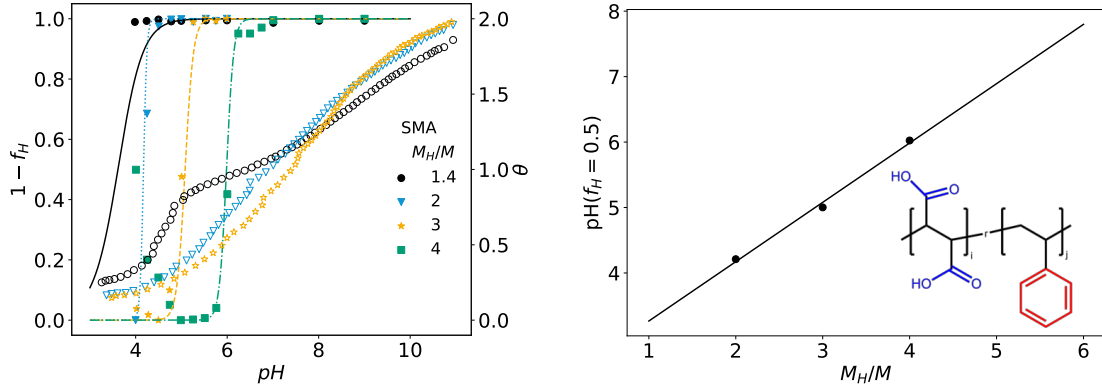 1.0
0.8
0.6
0.4
0.2
0.0
1 − f_H
4 6 8 10
pH
2.0
1.5
1.0
0.5
0.0
θ
SMA
M_H/M
1.4
2
3
4
8
7
6
5
4
pH(f_H = 0.5)
1 2 3 4 5 6
M_H/M
HO
O
HO
O
i
r
j